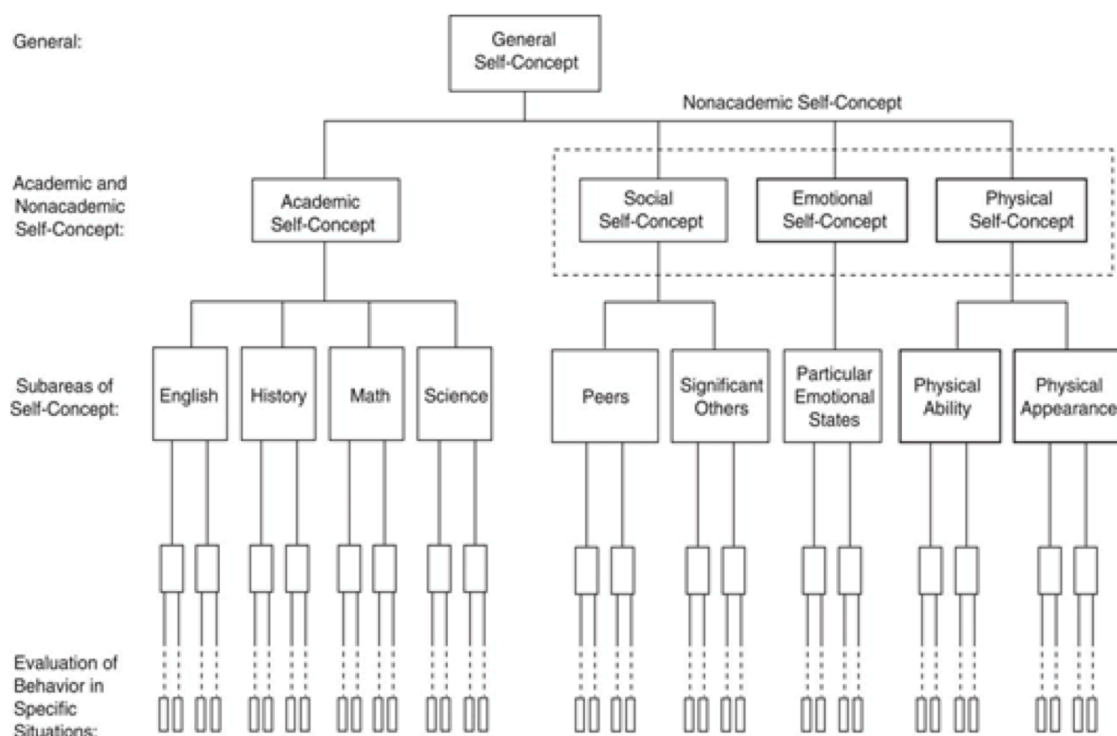 General:
General
Self-Concept
Nonacademic Self-Concept
Academic and
Nonacademic
Self-Concept:
Academic
Self-Concept
Social
Self-Concept
Emotional
Self-Concept
Physical
Self-Concept
Subareas of
Self-Concept:
English
History
Math
Science
Peers
Significant
Others
Particular
Emotional
States
Physical
Ability
Physical
Appearance
Evaluation of
Behavior in
Specific
Situations: